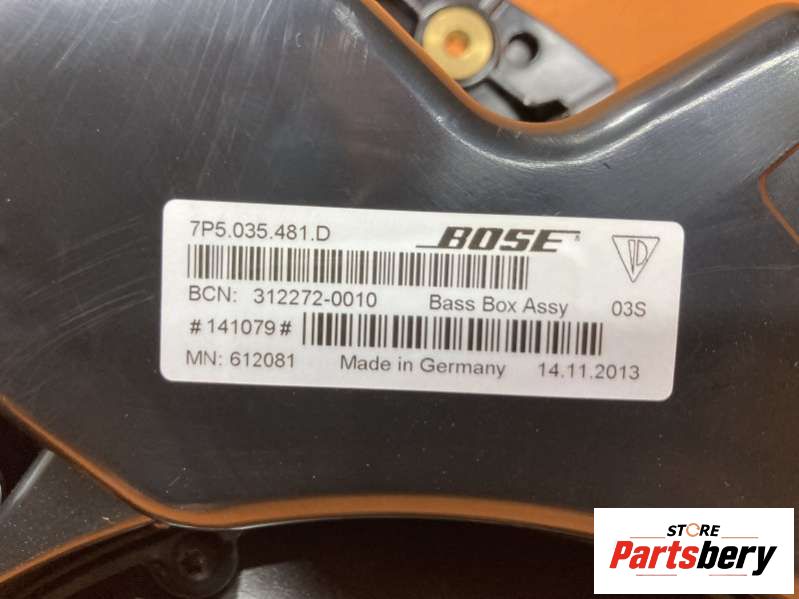 7P5.035.481.D BOSE
BCN: 312272-0010 Bass Box Assy 03S
#141079#
MN: 612081 Made in Germany 14.11.2013
STORE
Partsbery